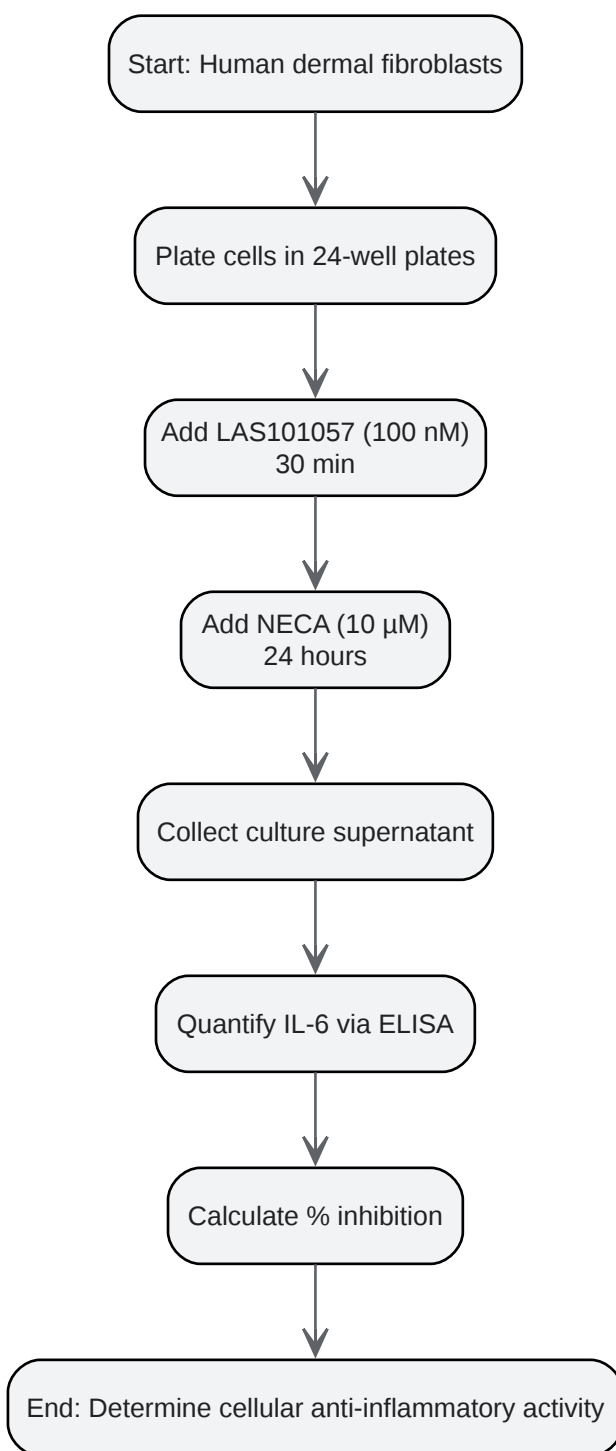 Start: Human dermal fibroblasts
Plate cells in 24-well plates
Add LAS101057 (100 nM)
30 min
Add NECA (10 µM)
24 hours
Collect culture supernatant
Quantify IL-6 via ELISA
Calculate % inhibition
End: Determine cellular anti-inflammatory activity